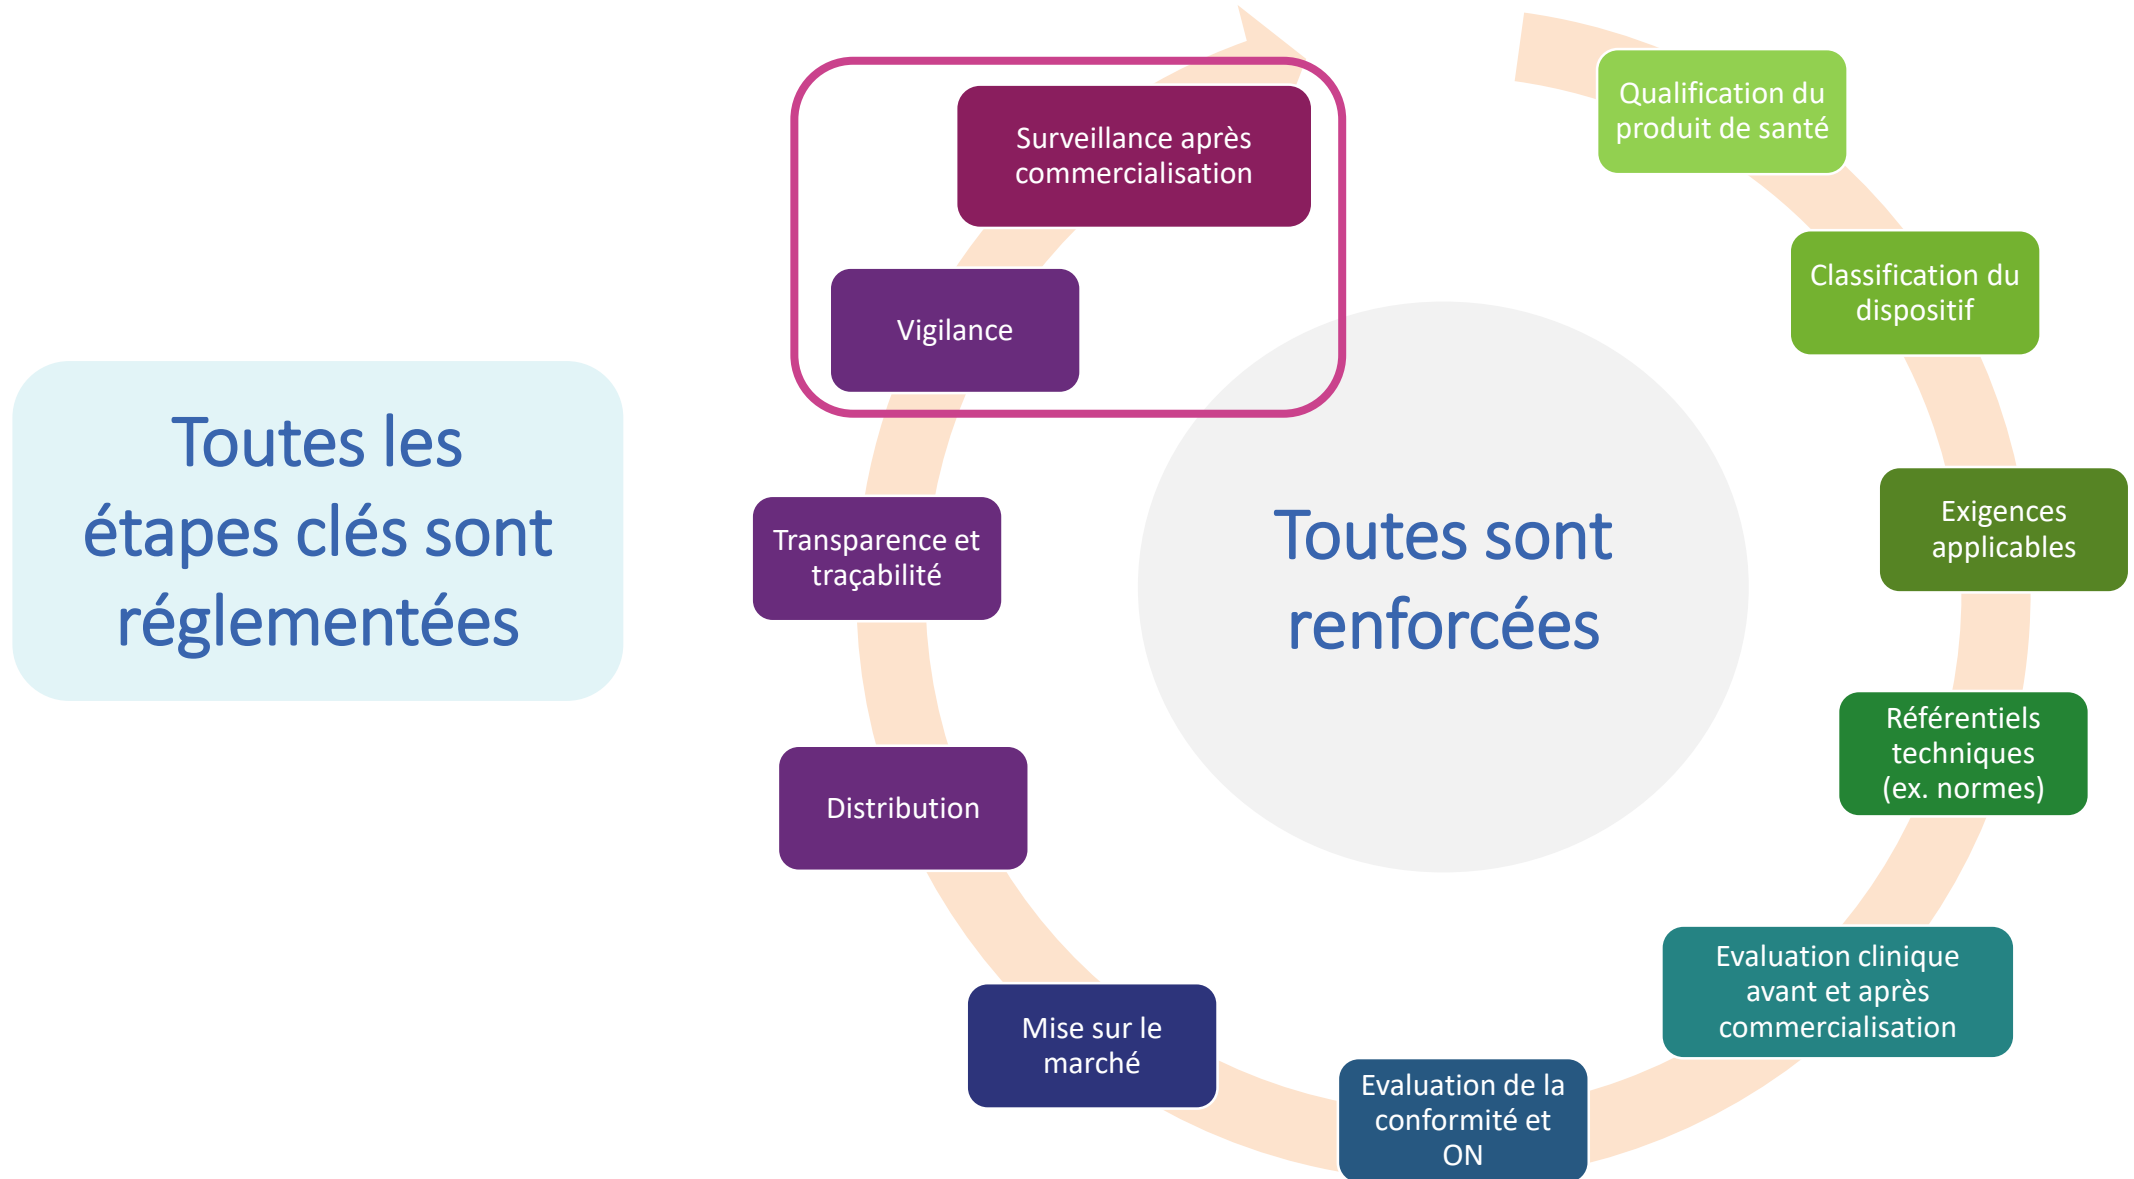 Toutes les
étapes clés sont
réglementées
Toutes sont
renforcées
Qualification du
produit de santé
Classification du
dispositif
Exigences
applicables
Référentiels
techniques
(ex. normes)
Evaluation clinique
avant et après
commercialisation
Evaluation de la
conformité et
ON
Mise sur le
marché
Distribution
Transparence et
traçabilité
Vigilance
Surveillance après
commercialisation